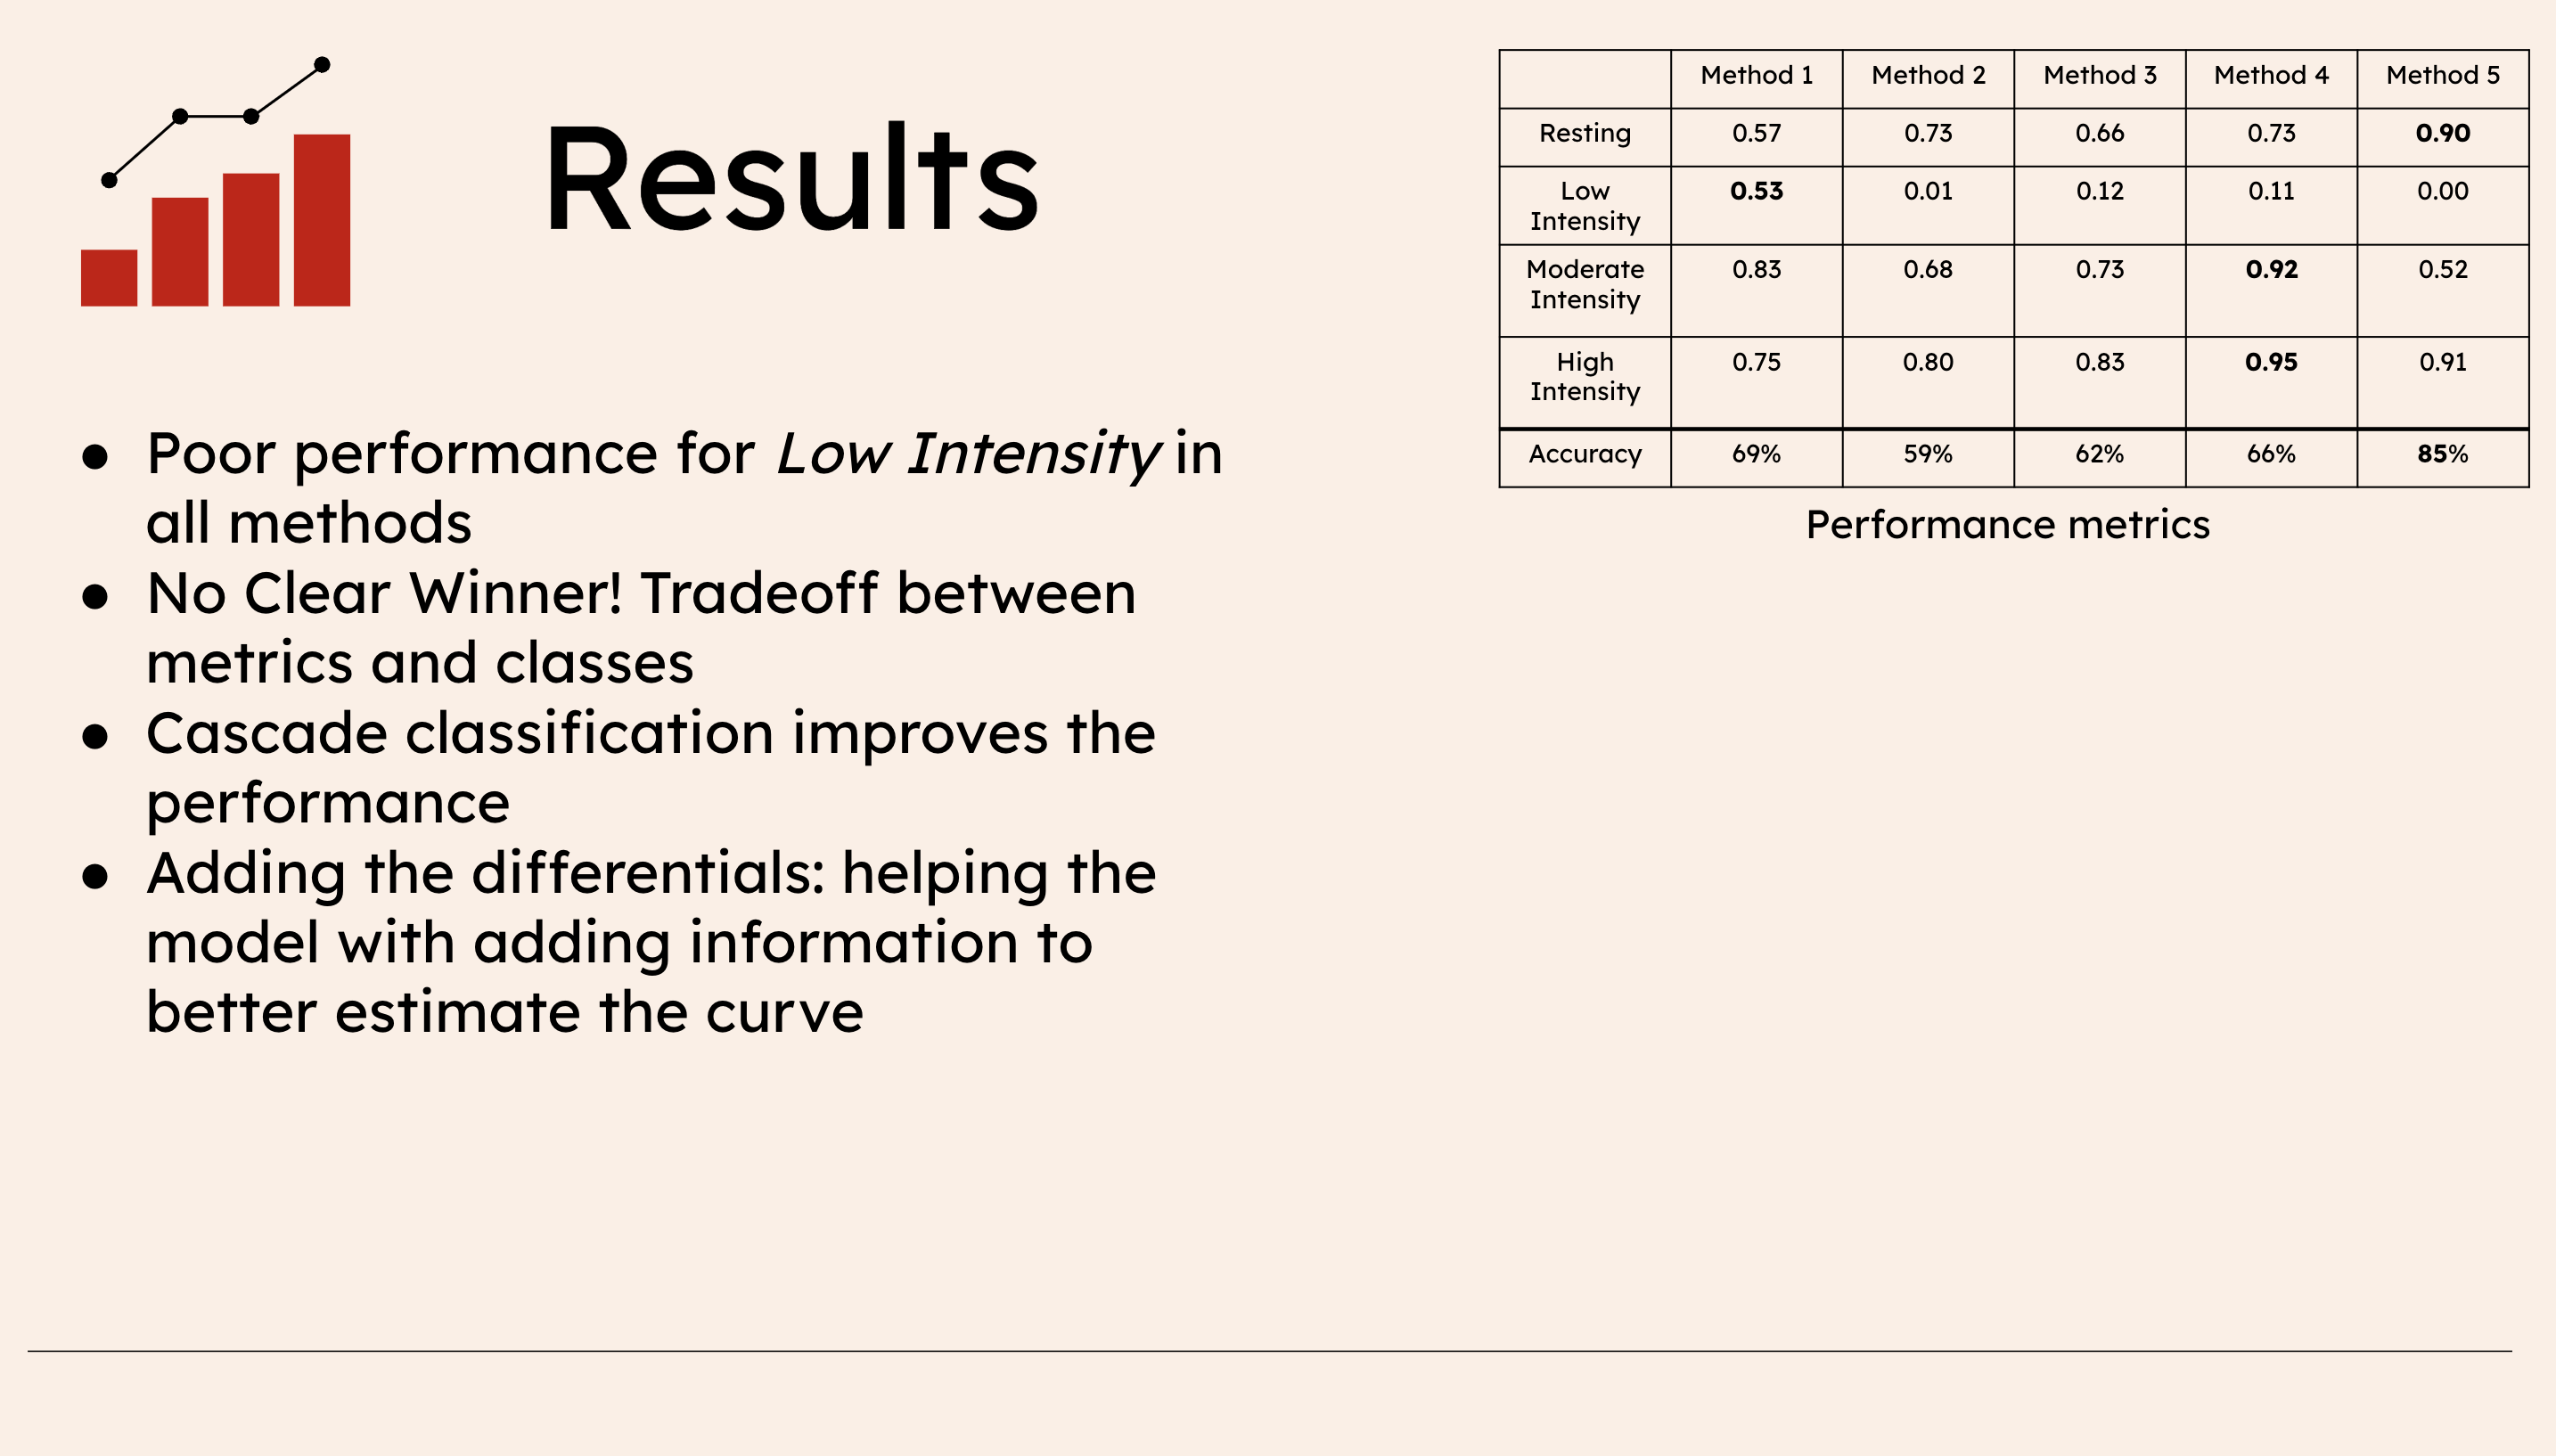 Results
● Poor performance for Low Intensity in
all methods
● No Clear Winner! Tradeoff between
metrics and classes
● Cascade classification improves the
performance
● Adding the differentials: helping the
model with adding information to
better estimate the curve
Method 1 Method 2 Method 3 Method 4 Method 5
Resting 0.57 0.73 0.66 0.73 0.90
Low 0.53 0.01 0.12 0.11 0.00
Intensity
Moderate 0.83 0.68 0.73 0.92 0.52
Intensity
High 0.75 0.80 0.83 0.95 0.91
Intensity
Accuracy 69% 59% 62% 66% 85%
Performance metrics